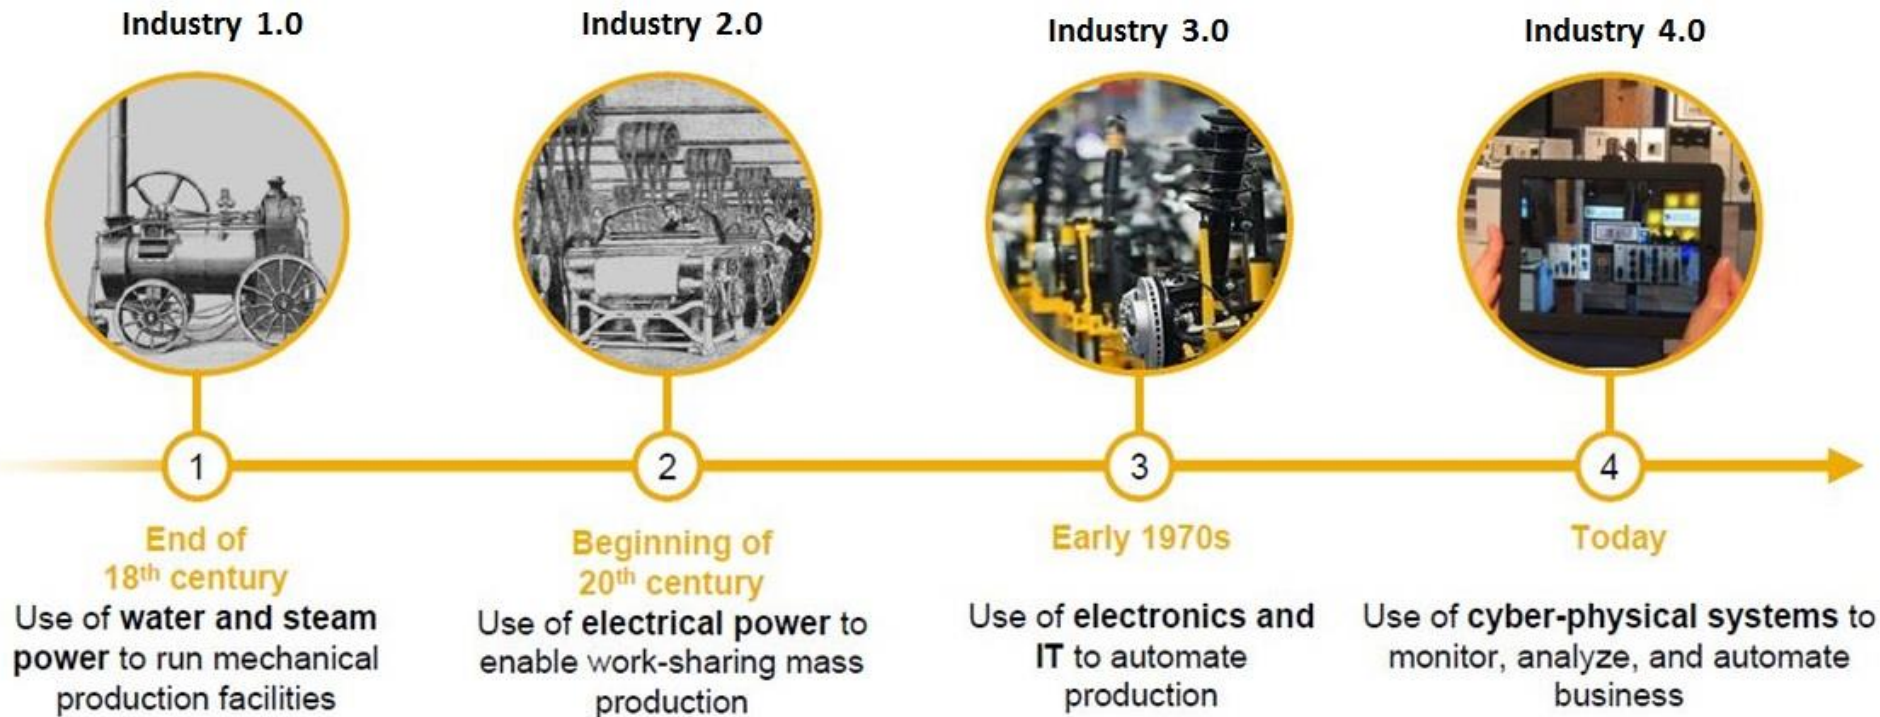 Industry 1.0
Industry 2.0
Industry 3.0
Industry 4.0
1
2
3
4
End of
18th century
Use of water and steam
power to run mechanical
production facilities
Beginning of
20th century
Use of electrical power to
enable work-sharing mass
production
Early 1970s
Use of electronics and
IT to automate
production
Today
Use of cyber-physical systems to
monitor, analyze, and automate
business